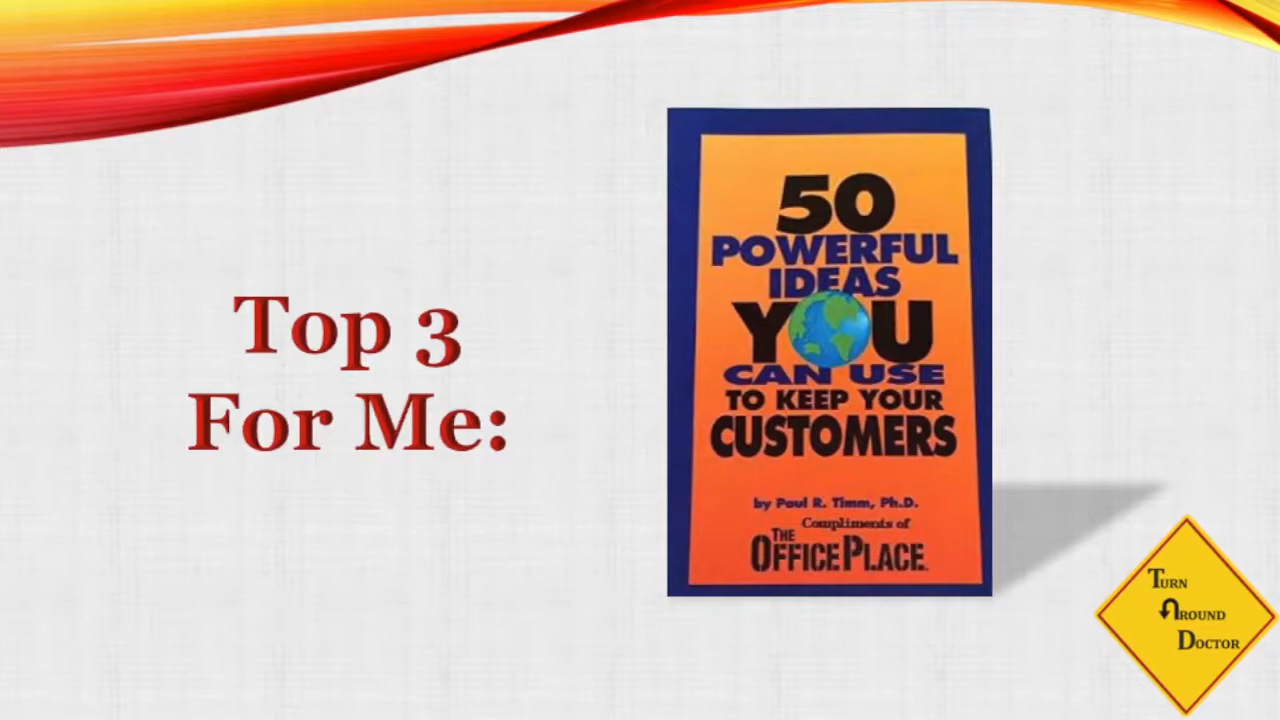 Top 3
For Me:
50
POWERFUL
IDEAS
YOU
CAN USE
TO KEEP YOUR
CUSTOMERS
by Paul R. Timm, Ph.D.
Compliments of
THE
OFFICE PLACE
TURN
AROUND
DOCTOR